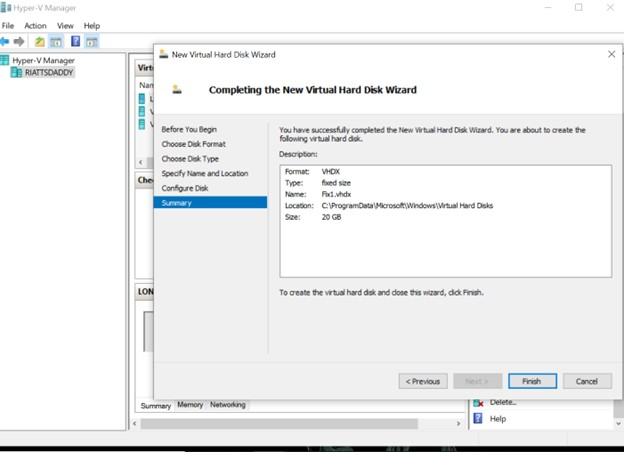 Hyper-V Manager
File Action View Help
Hyper-V Manager
RIATTSDADDY
Virt
Nan
Che
LON
New Virtual Hard Disk Wizard
Completing the New Virtual Hard Disk Wizard
Before You Begin
Choose Disk Format
Choose Disk Type
Specify Name and Location
Configure Disk
Summary
You have successfully completed the New Virtual Hard Disk Wizard. You are about to create the
following virtual hard disk.
Description:
Format: VHDX
Type: fixed size
Name: Fix1.vhdx
Location: C:\ProgramData\Microsoft\Windows\Virtual Hard Disks
Size: 20 GB
To create the virtual hard disk and close this wizard, click Finish.
< Previous Next > Finish Cancel
Summary Memory Networking
Delete...
Help